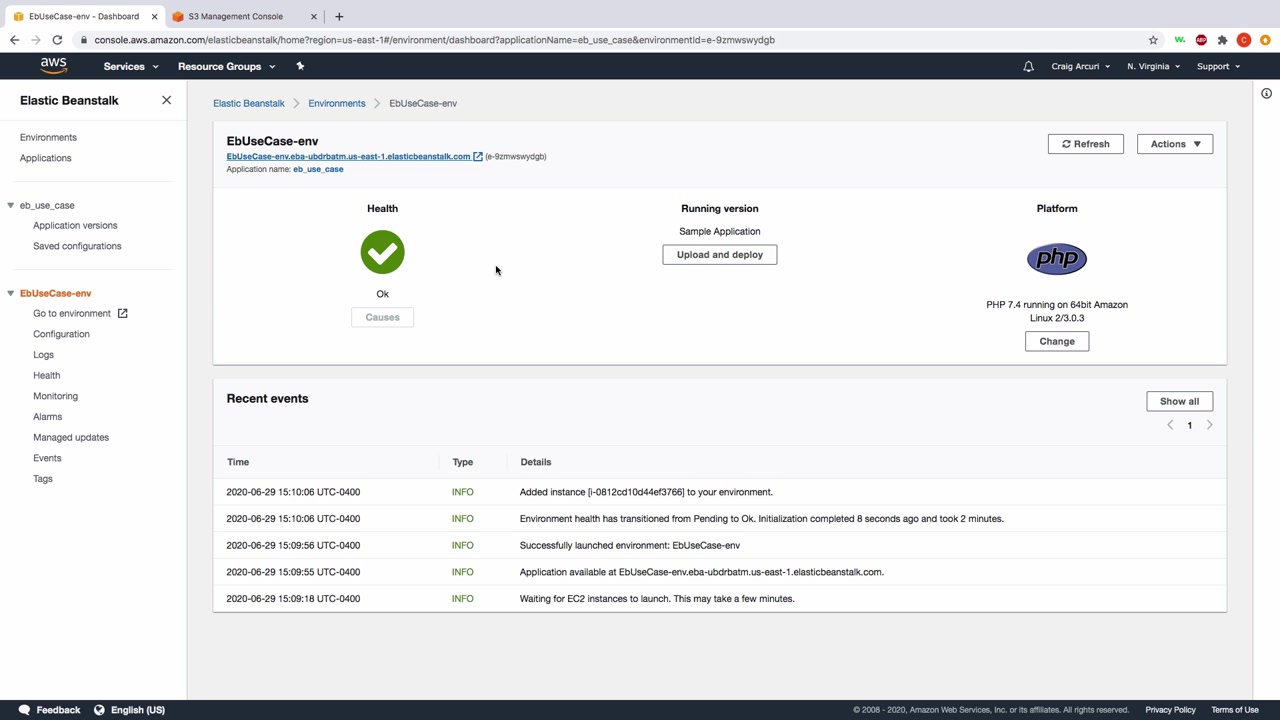 EbUseCase-env - Dashboard
S3 Management Console
console.aws.amazon.com/elasticbeanstalk/home?region=us-east-1#/environment/dashboard?applicationName=eb_use_case&environmentId=e-9zmwswydgb
W.
ABP
C
aws
Services
Resource Groups
Craig Arcuri
N. Virginia
Support
Elastic Beanstalk
Environments
Applications
eb_use_case
Application versions
Saved configurations
EbUseCase-env
Go to environment
Configuration
Logs
Health
Monitoring
Alarms
Managed updates
Events
Tags
Elastic Beanstalk > Environments > EbUseCase-env
EbUseCase-env
EbUseCase-env.eba-ubdrbatm.us-east-1.elasticbeanstalk.com (e-9zmwswydgb)
Application name: eb_use_case
Refresh
Actions
Health
Ok
Causes
Running version
Sample Application
Upload and deploy
Platform
php
PHP 7.4 running on 64bit Amazon
Linux 2/3.0.3
Change
Recent events
Show all
1
Time Type Details
2020-06-29 15:10:06 UTC-0400 INFO Added instance [i-0812cd10d44ef3766] to your environment.
2020-06-29 15:10:06 UTC-0400 INFO Environment health has transitioned from Pending to Ok. Initialization completed 8 seconds ago and took 2 minutes.
2020-06-29 15:09:56 UTC-0400 INFO Successfully launched environment: EbUseCase-env
2020-06-29 15:09:55 UTC-0400 INFO Application available at EbUseCase-env.eba-ubdrbatm.us-east-1.elasticbeanstalk.com.
2020-06-29 15:09:18 UTC-0400 INFO Waiting for EC2 instances to launch. This may take a few minutes.
Feedback
English (US)
© 2008 - 2020, Amazon Web Services, Inc. or its affiliates. All rights reserved.
Privacy Policy
Terms of Use